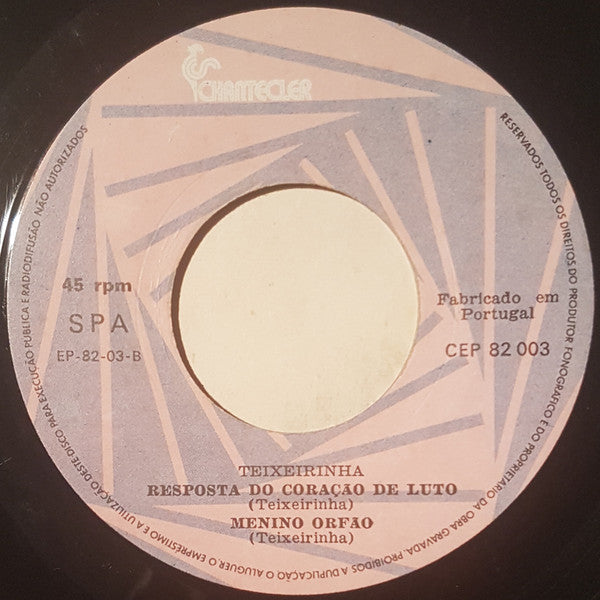 CHANTECLER
45 rpm
SPA
EP-82-03-B
Fabricado em
Portugal
CEP 82 003
TEIXEIRINHA
RESPOSTA DO CORAÇÃO DE LUTO
(Teixeirinha)
MENINO ORFÃO
(Teixeirinha)
RESERVADOS TODOS OS DIREITOS DO PRODUTOR FONOGRÁFICO E DO PROPRIETÁRIO DA OBRA GRAVADA. PROIBIDOS A DUPLICAÇÃO O ALUGUER, O EMPRÉSTIMO E A UTILIZAÇÃO DESTE DISCO PARA EXECUÇÃO PÚBLICA E RADIODIFUSÃO NÃO AUTORIZADOS